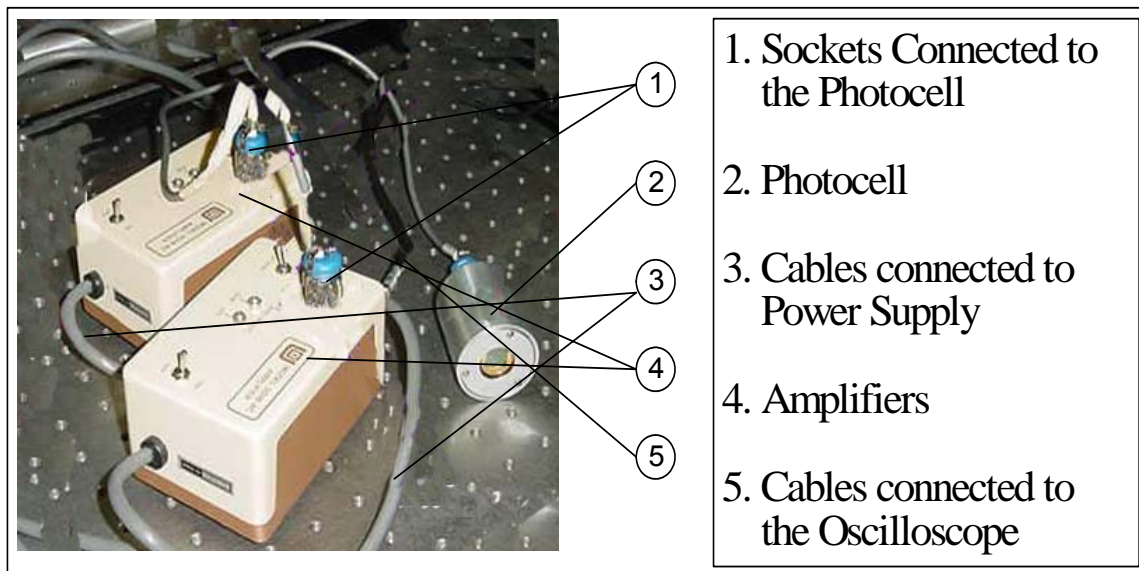 1
2
3
4
5
1. Sockets Connected to
the Photocell
2. Photocell
3. Cables connected to
Power Supply
4. Amplifiers
5. Cables connected to
the Oscilloscope